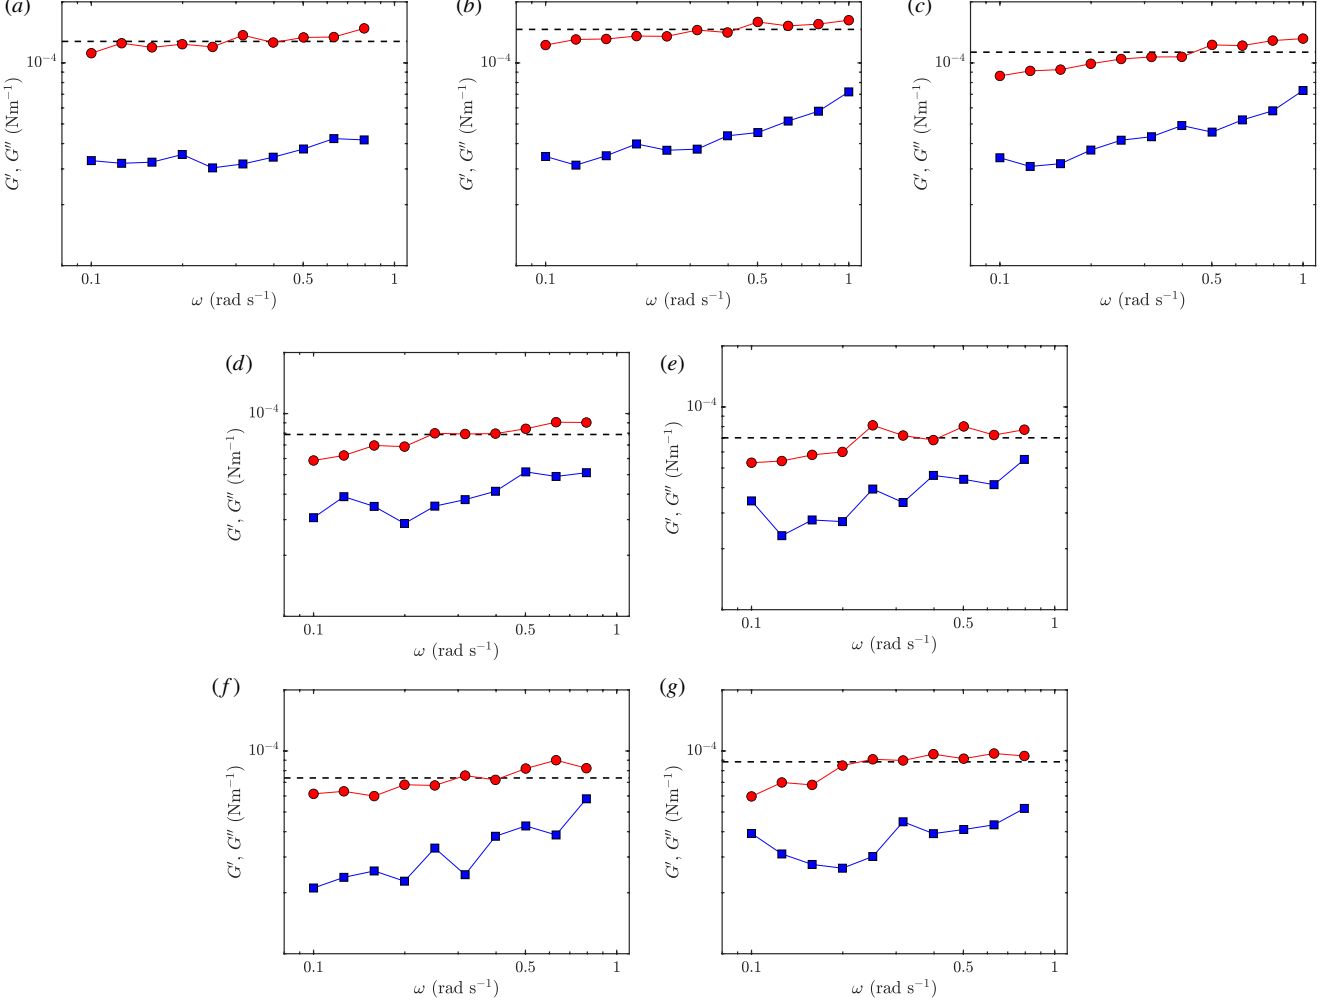 (a)
(b)
(c)
10⁻⁴
10⁻⁴
10⁻⁴
G′, G″ (Nm⁻¹)
G′, G″ (Nm⁻¹)
G′, G″ (Nm⁻¹)
0.1 0.5 1
0.1 0.5 1
0.1 0.5 1
ω (rad s⁻¹)
ω (rad s⁻¹)
ω (rad s⁻¹)
(d)
(e)
10⁻⁴
10⁻⁴
G′, G″ (Nm⁻¹)
G′, G″ (Nm⁻¹)
0.1 0.5 1
0.1 0.5 1
ω (rad s⁻¹)
ω (rad s⁻¹)
(f)
(g)
10⁻⁴
10⁻⁴
G′, G″ (Nm⁻¹)
G′, G″ (Nm⁻¹)
0.1 0.5 1
0.1 0.5 1
ω (rad s⁻¹)
ω (rad s⁻¹)